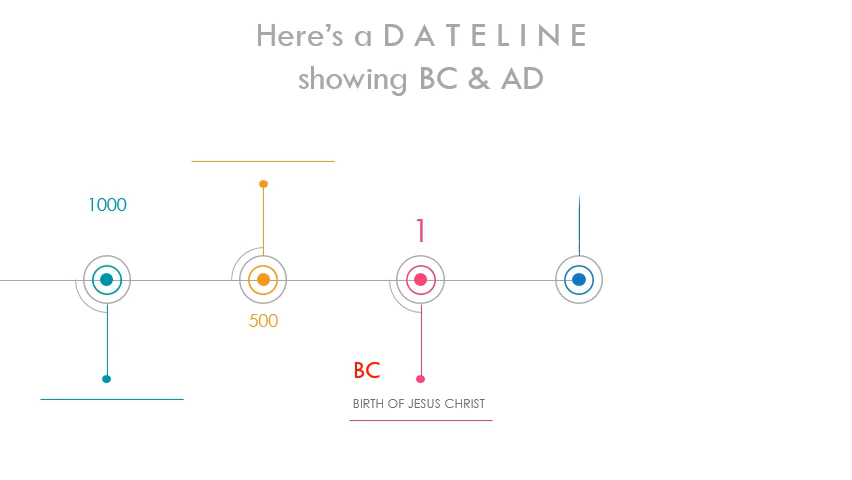 Here's a D A T E L I N E
showing BC & AD
1000
1
500
BC
BIRTH OF JESUS CHRIST